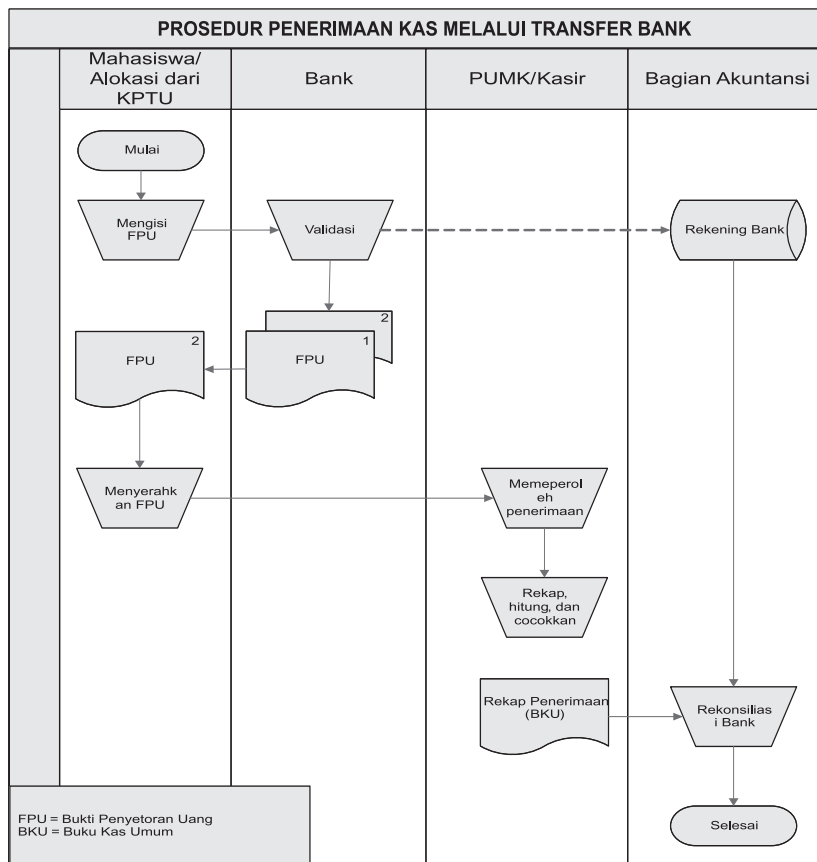 PROSEDUR PENERIMAAN KAS MELALUI TRANSFER BANK
Mahasiswa/
Alokasi dari
KPTU
Bank
PUMK/Kasir
Bagian Akuntansi
Mulai
Mengisi
FPU
Validasi
Rekening Bank
2
1
FPU
2
FPU
Menyerahk
an FPU
Memeperol
eh
penerimaan
Rekap,
hitung, dan
cocokkan
Rekap Penerimaan
(BKU)
Rekonsilias
i Bank
Selesai
FPU = Bukti Penyetoran Uang
BKU = Buku Kas Umum